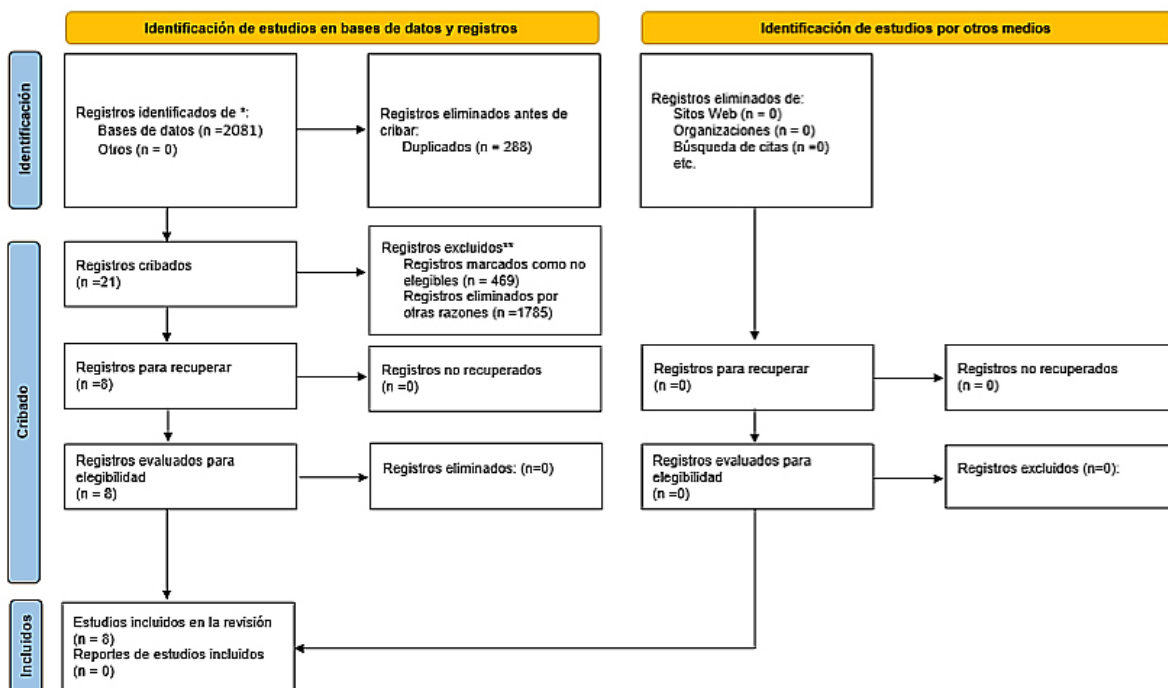 Identificación de estudios en bases de datos y registros
Identificación de estudios por otros medios
Identificación
Registros identificados de *:
Bases de datos (n =2081)
Otros (n = 0)
Registros eliminados antes de
cribar:
Duplicados (n = 288)
Registros eliminados de:
Sitos Web (n = 0)
Organizaciones (n = 0)
Búsqueda de citas (n =0)
etc.
Cribado
Registros cribados
(n =21)
Registros excluidos**
Registros marcados como no
elegibles (n = 469)
Registros eliminados por
otras razones (n =1785)
Registros para recuperar
(n =8)
Registros no recuperados
(n =0)
Registros para recuperar
(n =0)
Registros no recuperados
(n = 0)
Registros evaluados para
elegibilidad
(n = 8)
Registros eliminados: (n=0)
Registros evaluados para
elegibilidad
(n =0)
Registros excluidos (n=0):
Incluidos
Estudios incluidos en la revisión
(n = 8)
Reportes de estudios incluidos
(n = 0)